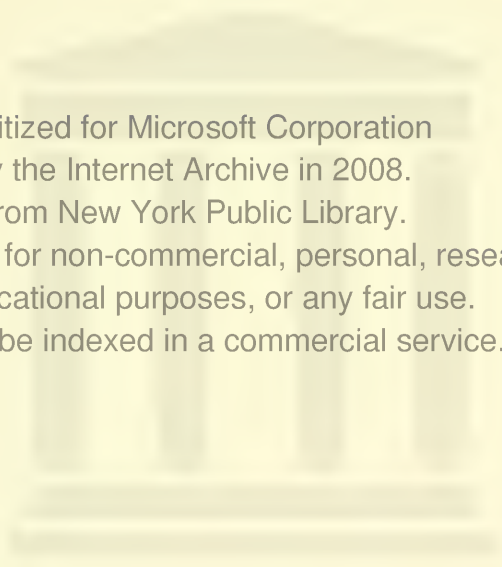 itized for Microsoft Corporation
y the Internet Archive in 2008.
rom New York Public Library.
for non-commercial, personal, resea
cational purposes, or any fair use.
be indexed in a commercial service.